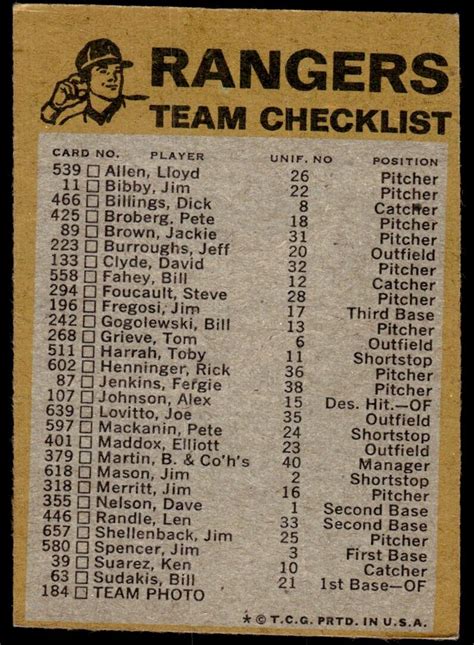 RANGERS
TEAM CHECKLIST
CARD NO. PLAYER UNIF. NO POSITION
539 Allen, Lloyd 26 Pitcher
11 Bibby, Jim 22 Pitcher
466 Billings, Dick 8 Catcher
425 Broberg, Pete 18 Pitcher
89 Brown, Jackie 31 Pitcher
223 Burroughs, Jeff 20 Outfield
133 Clyde, David 32 Pitcher
558 Fahey, Bill 12 Catcher
294 Foucault, Steve 28 Pitcher
196 Fregosi, Jim 17 Third Base
242 Gogolewski, Bill 13 Pitcher
268 Grieve, Tom 6 Outfield
511 Harrah, Toby 11 Shortstop
602 Henninger, Rick 36 Pitcher
87 Jenkins, Fergie 38 Pitcher
107 Johnson, Alex 15 Des. Hit.—OF
639 Lovitto, Joe 35 Outfield
597 Mackanin, Pete 24 Shortstop
401 Maddox, Elliott 23 Outfield
379 Martin, B. & Co'h's 40 Manager
618 Mason, Jim 2 Shortstop
318 Merritt, Jim 16 Pitcher
355 Nelson, Dave 1 Second Base
446 Randle, Len 33 Second Base
657 Shellenback, Jim 25 Pitcher
580 Spencer, Jim 3 First Base
39 Suarez, Ken 10 Catcher
63 Sudakis, Bill 21 1st Base—OF
184 TEAM PHOTO
* © T.C.G. PRTD. IN U.S.A.